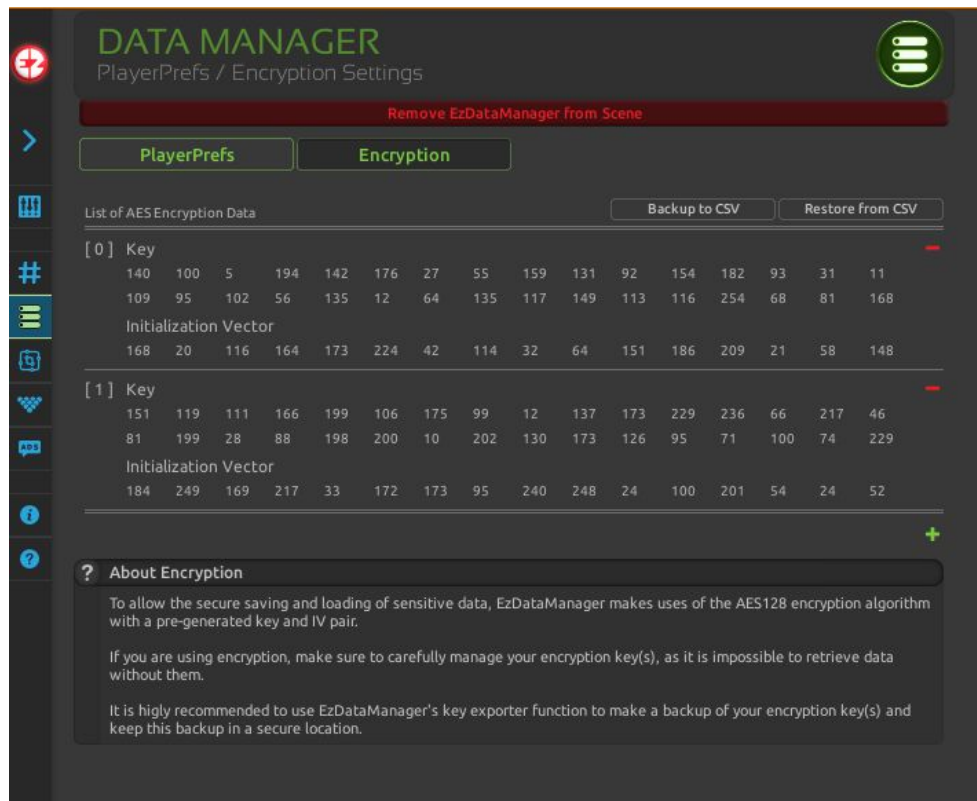 DATA MANAGER
PlayerPrefs / Encryption Settings
Remove EzDataManager from Scene
PlayerPrefs Encryption
List of AES Encryption Data Backup to CSV Restore from CSV
[0] Key
140 100 5 194 142 176 27 55 159 131 92 154 182 93 31 11
109 95 102 56 135 12 64 135 117 149 113 116 254 68 81 168
Initialization Vector
168 20 116 164 173 224 42 114 32 64 151 186 209 21 58 148
[1] Key
151 119 111 166 199 106 175 99 12 137 173 229 236 66 217 46
81 199 28 88 198 200 10 202 130 173 126 95 71 100 74 229
Initialization Vector
184 249 169 217 33 172 173 95 240 248 24 100 201 54 24 52
ADS
? About Encryption
To allow the secure saving and loading of sensitive data, EzDataManager makes uses of the AES128 encryption algorithm
with a pre-generated key and IV pair.
If you are using encryption, make sure to carefully manage your encryption key(s), as it is impossible to retrieve data
without them.
It is higly recommended to use EzDataManager's key exporter function to make a backup of your encryption key(s) and
keep this backup in a secure location.